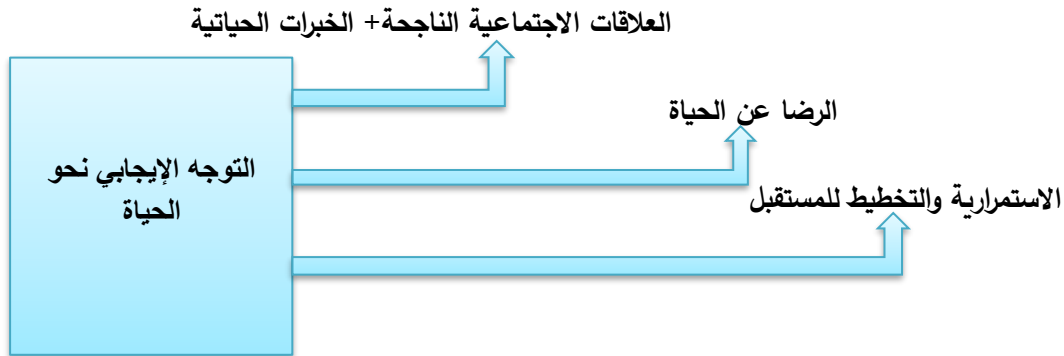 العلاقات الاجتماعية الناجحة+ الخبرات الحياتية
الرضا عن الحياة
التوجه الإيجابي نحو
الحياة
الاستمرارية والتخطيط للمستقبل